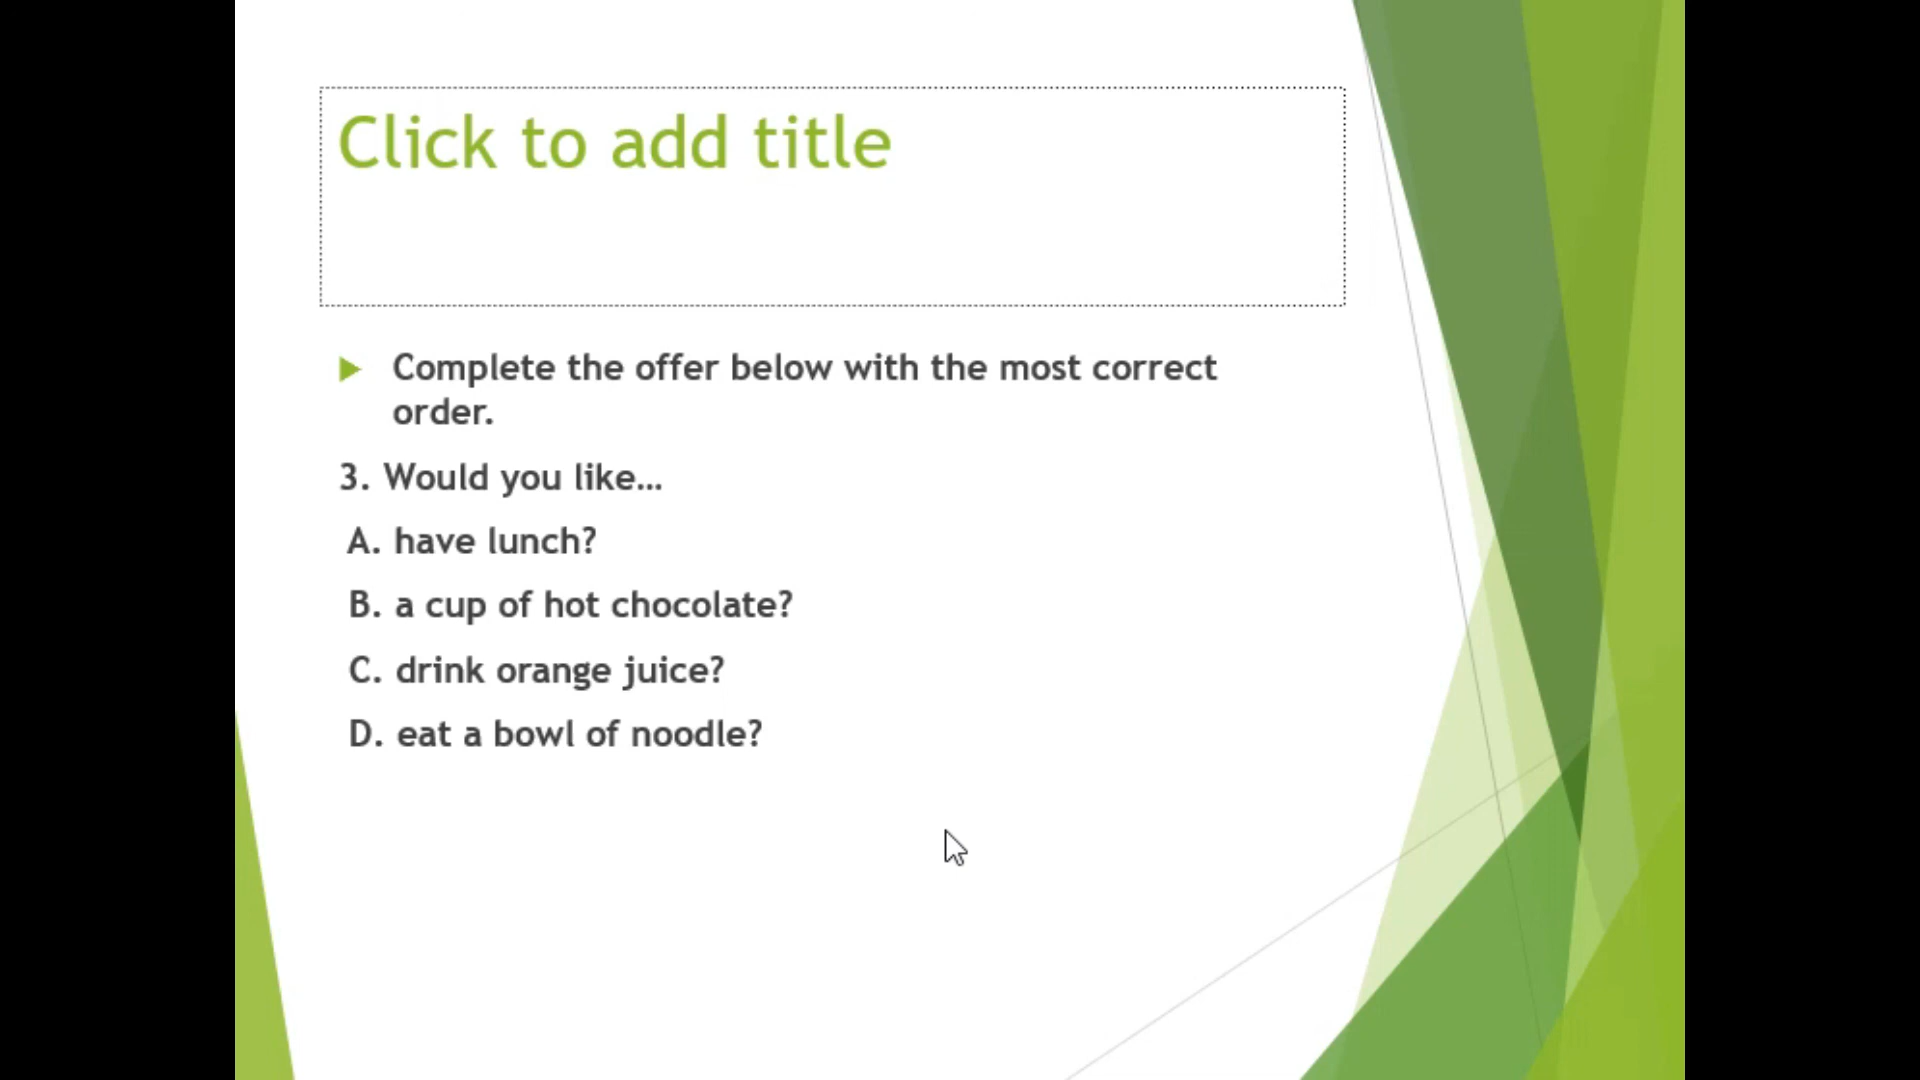 Click to add title
Complete the offer below with the most correct
order.
3. Would you like...
A. have lunch?
B. a cup of hot chocolate?
C. drink orange juice?
D. eat a bowl of noodle?